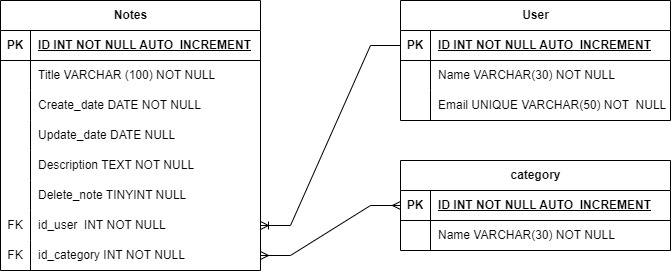 Notes
PK ID INT NOT NULL AUTO_INCREMENT
Title VARCHAR (100) NOT NULL
Create_date DATE NOT NULL
Update_date DATE NULL
Description TEXT NOT NULL
Delete_note TINYINT NULL
FK id_user INT NOT NULL
FK id_category INT NOT NULL
User
PK ID INT NOT NULL AUTO_INCREMENT
Name VARCHAR(30) NOT NULL
Email UNIQUE VARCHAR(50) NOT NULL
category
PK ID INT NOT NULL AUTO_INCREMENT
Name VARCHAR(30) NOT NULL